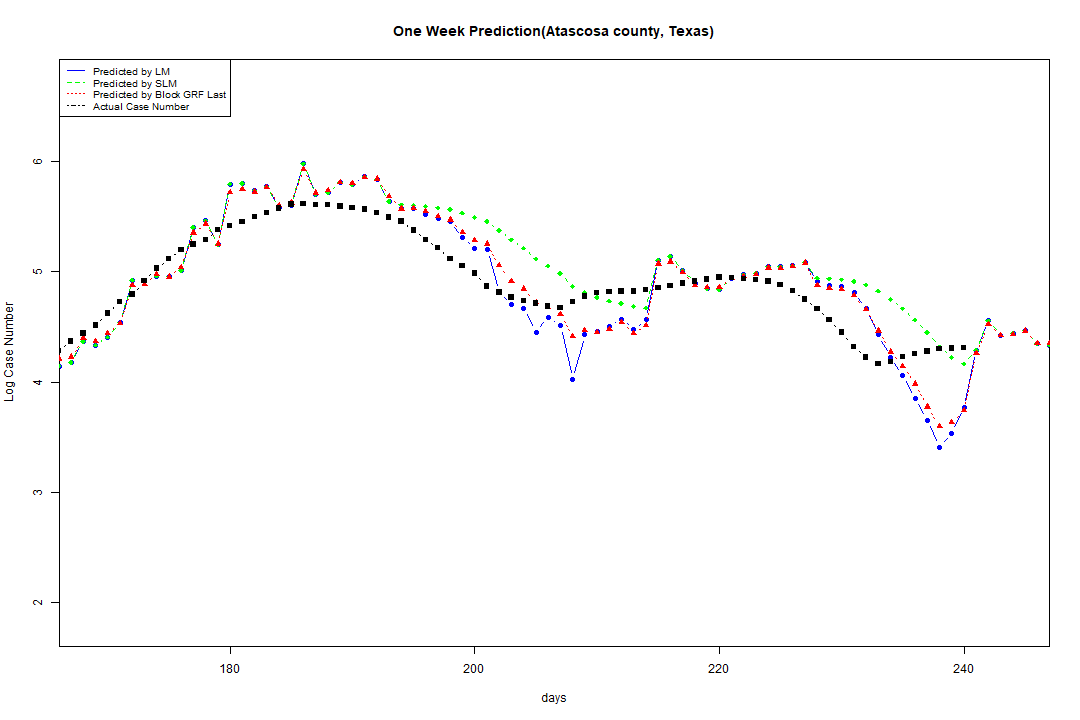 One Week Prediction(Atascosa county, Texas)
Predicted by LM
Predicted by SLM
Predicted by Block GRF Last
Actual Case Number
6
5
4
3
2
Log Case Number
180 200 220 240
days